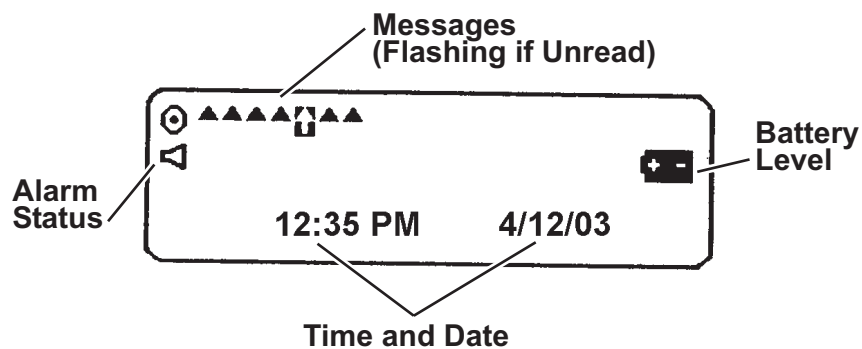 Messages
(Flashing if Unread)
Battery
Level
Alarm
Status
12:35 PM 4/12/03
Time and Date